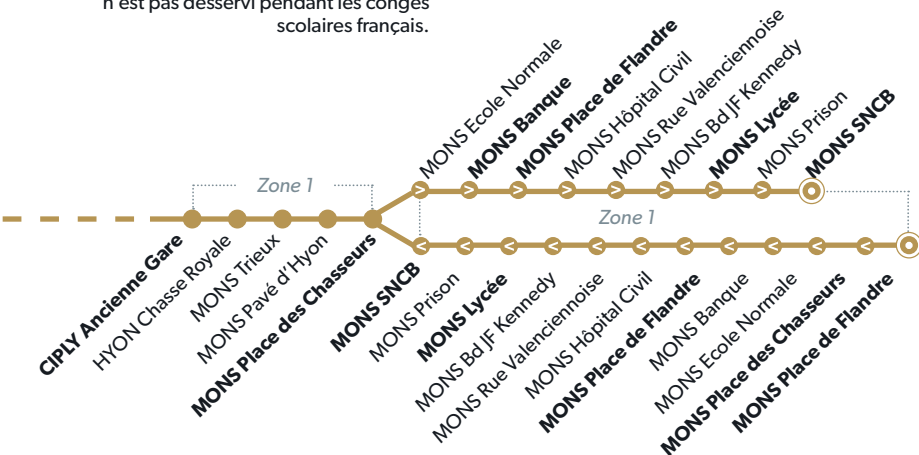 n'est pas desservi pendant les congés
scolaires français.
MONS Ecole Normale
MONS Banque
MONS Place de Flandre
MONS Hôpital Civil
MONS Rue Valenciennoise
MONS Bd JF Kennedy
MONS Lycée
MONS Prison
MONS SNCB
Zone 1
Zone 1
CIPLY Ancienne Gare
HYON Chasse Royale
MONS Trieux
MONS Pavé d'Hyon
MONS Place des Chasseurs
MONS SNCB
MONS Prison
MONS Lycée
MONS Bd JF Kennedy
MONS Rue Valenciennoise
MONS Hôpital Civil
MONS Place de Flandre
MONS Banque
MONS Ecole Normale
MONS Place des Chasseurs
MONS Place de Flandre